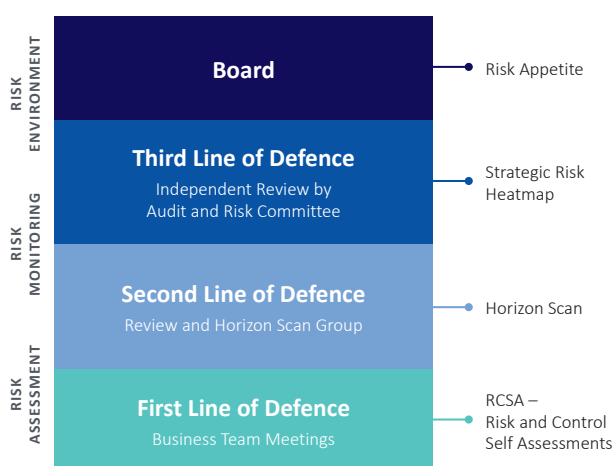 RISK
ENVIRONMENT
Board
Risk Appetite
Third Line of Defence
Independent Review by
Audit and Risk Committee
Strategic Risk
Heatmap
RISK
MONITORING
Second Line of Defence
Review and Horizon Scan Group
Horizon Scan
RISK
ASSESSMENT
First Line of Defence
Business Team Meetings
RCSA –
Risk and Control
Self Assessments